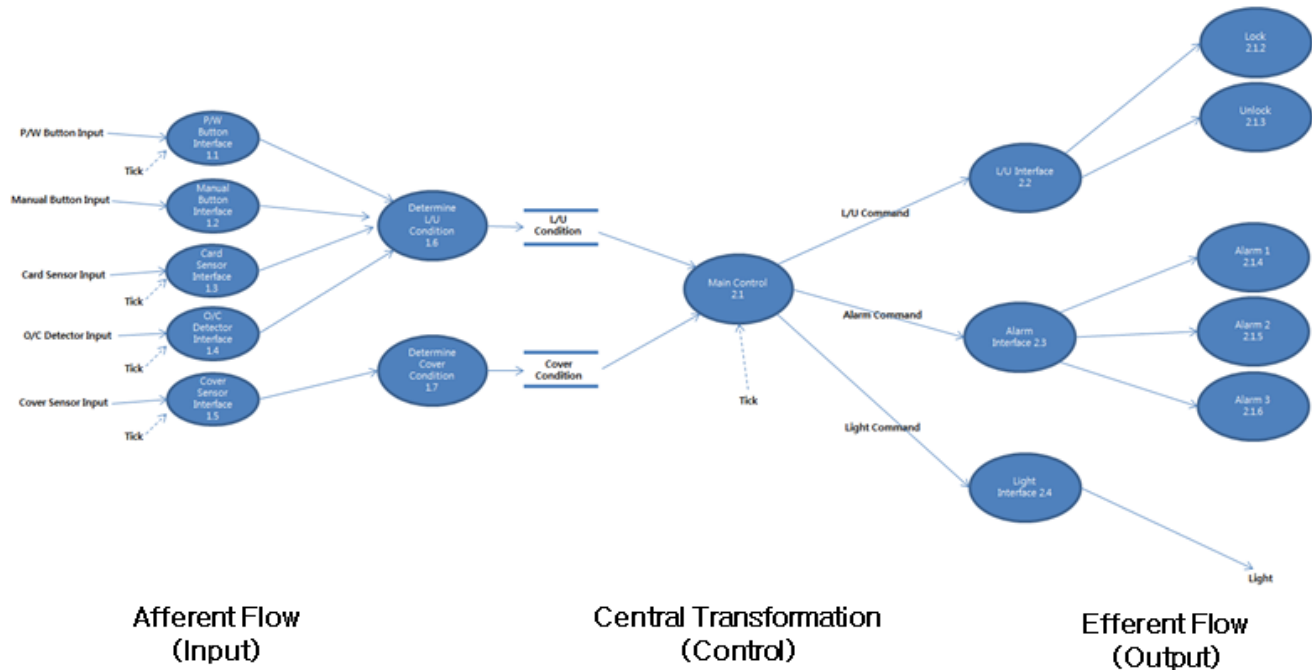 P/W Button Input
P/W
Button
Interface
1.1
Tick
Manual Button Input
Manual
Button
Interface
1.2
Card Sensor Input
Card
Sensor
Interface
1.3
Tick
O/C Detector Input
O/C
Detector
Interface
1.4
Tick
Cover Sensor Input
Cover
Sensor
Interface
1.5
Tick
Determine
L/U
Condition
1.6
Determine
Cover
Condition
1.7
L/U
Condition
Cover
Condition
Main Control
2.1
Tick
L/U Command
Alarm Command
Light Command
L/U Interface
2.2
Alarm
Interface 2.3
Light
Interface 2.4
Lock
2.1.2
Unlock
2.1.3
Alarm 1
2.1.4
Alarm 2
2.1.5
Alarm 3
2.1.6
Light
Afferent Flow
(Input)
Central Transformation
(Control)
Efferent Flow
(Output)